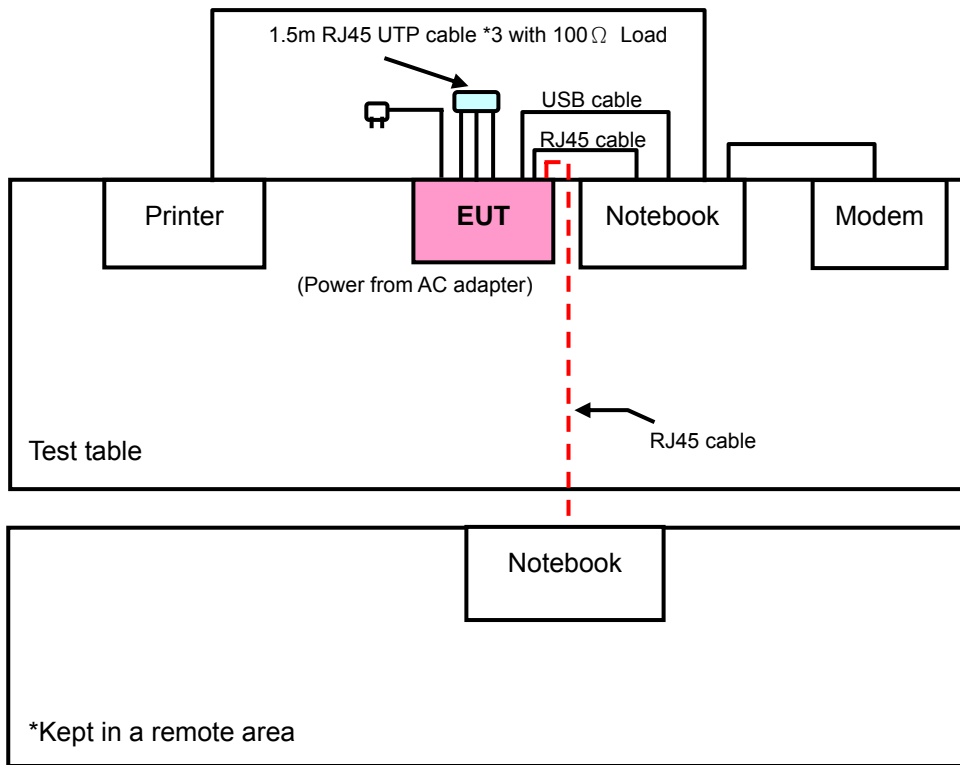 1.5m RJ45 UTP cable *3 with 100Ω Load
USB cable
RJ45 cable
Printer
EUT
Notebook
Modem
(Power from AC adapter)
RJ45 cable
Test table
Notebook
*Kept in a remote area